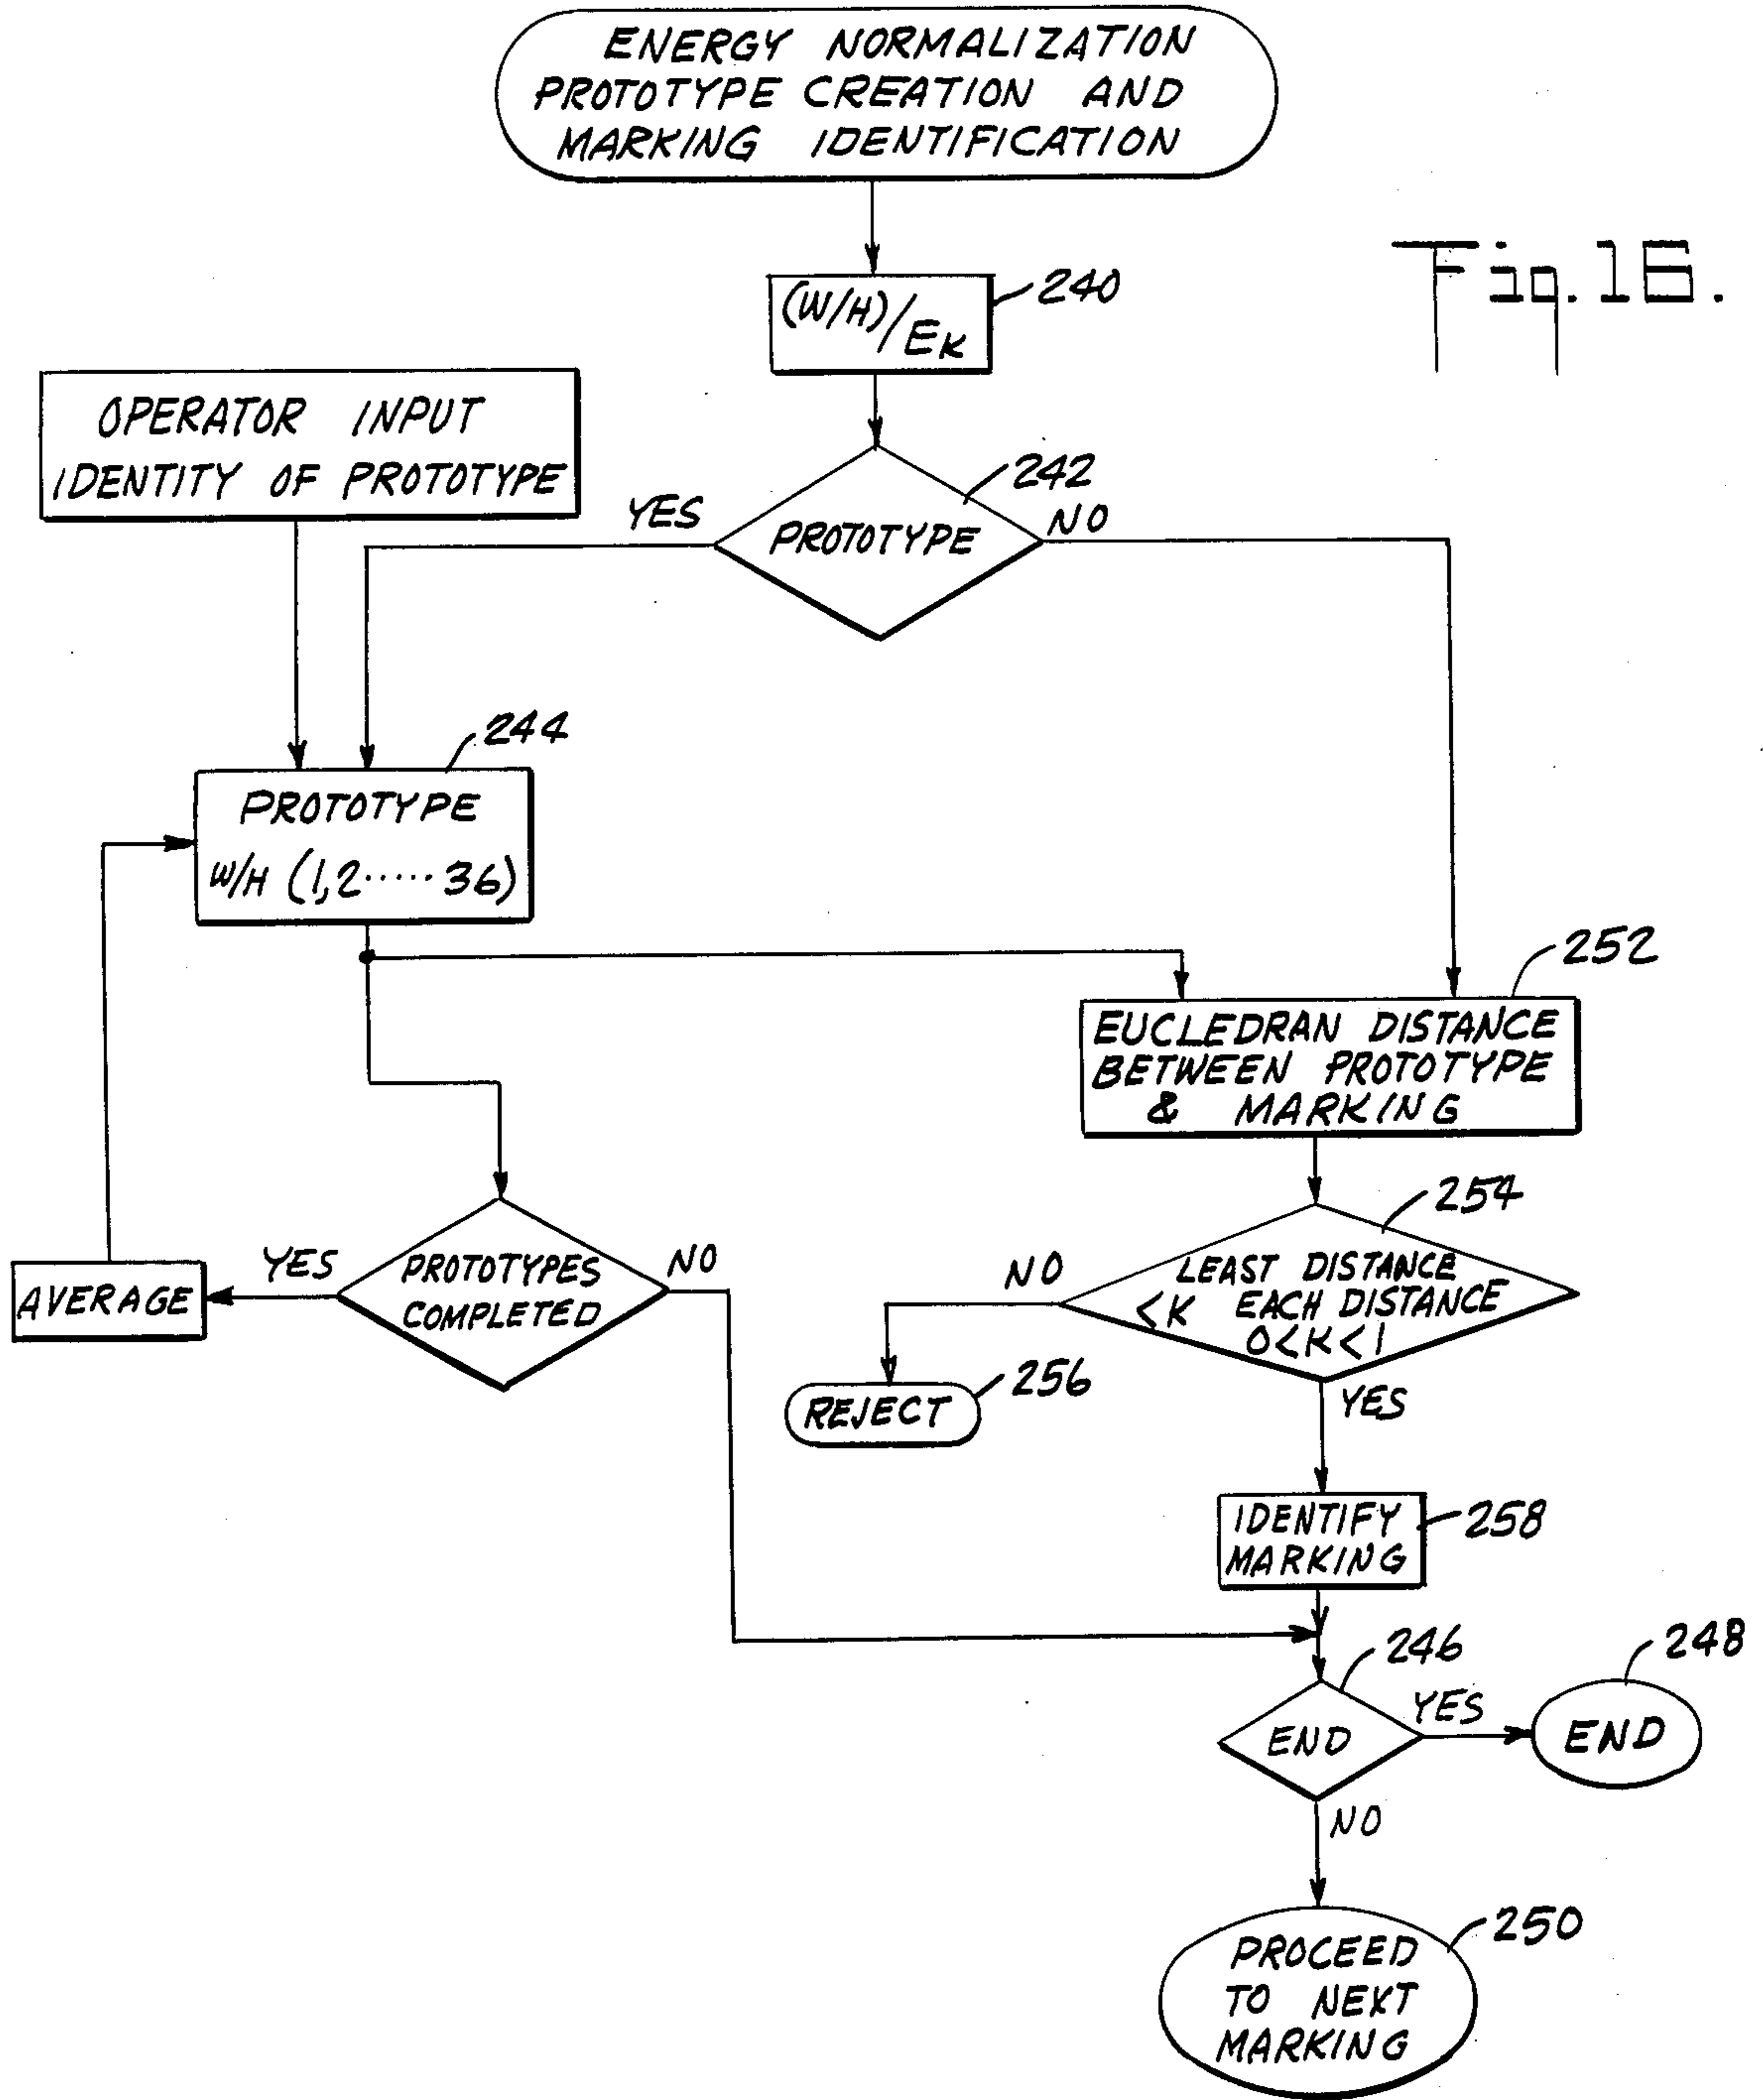 ENERGY NORMALIZATION
PROTOTYPE CREATION AND
MARKING IDENTIFICATION
Fig. 16.
(W/H)/EK
240
OPERATOR INPUT
IDENTITY OF PROTOTYPE
242
YES
PROTOTYPE
NO
244
PROTOTYPE
W/H (1,2·····36)
252
EUCLEDRAN DISTANCE
BETWEEN PROTOTYPE
& MARKING
254
AVERAGE
YES
PROTOTYPES
COMPLETED
NO
NO
LEAST DISTANCE
<K EACH DISTANCE
0<K<1
REJECT
256
YES
IDENTIFY
MARKING
258
246
248
END
YES
END
NO
250
PROCEED
TO NEXT
MARKING